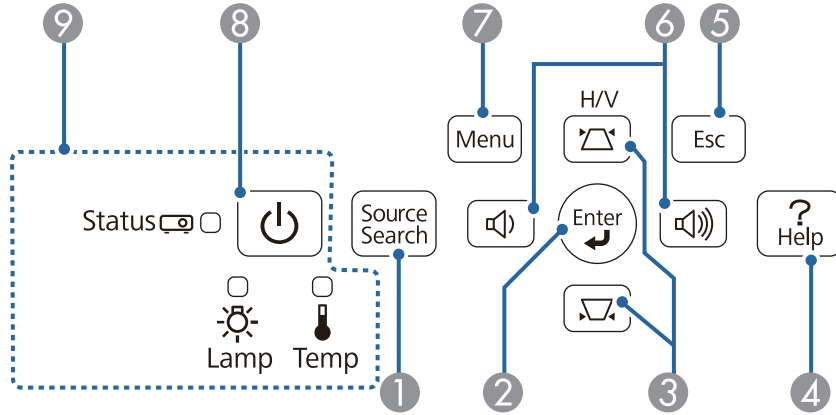 9 8 7 6 5
H/V
Menu
Esc
Status
Source
Search
Enter
?
Help
Lamp Temp
1 2 3 4